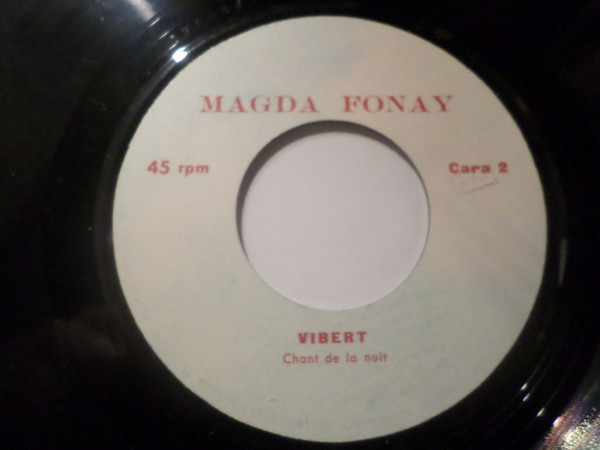 MAGDA FONAY
45 rpm Cara 2
VIBERT
Chant de la nuit